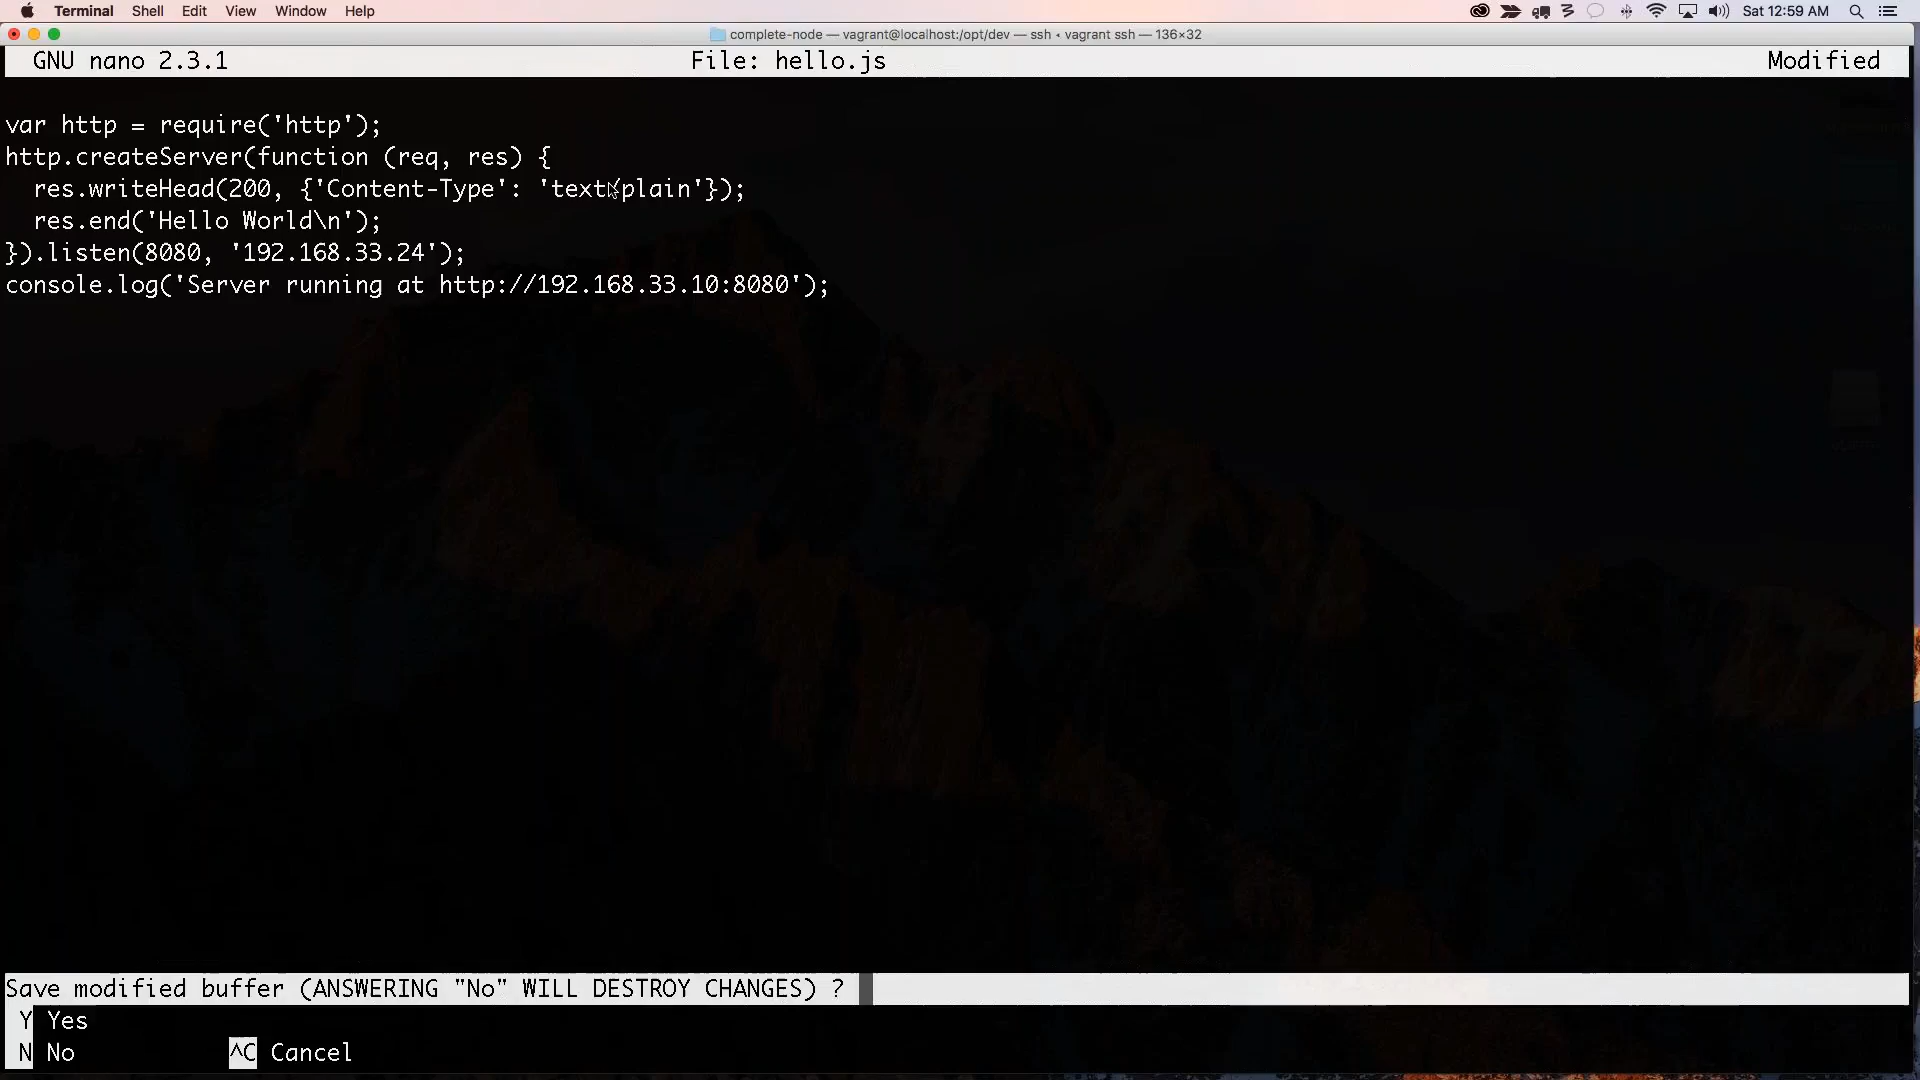 Terminal Shell Edit View Window Help Sat 12:59 AM
complete-node — vagrant@localhost:/opt/dev — ssh ‹ vagrant ssh — 136×32
GNU nano 2.3.1 File: hello.js Modified
var http = require('http');
http.createServer(function (req, res) {
  res.writeHead(200, {'Content-Type': 'text/plain'});
  res.end('Hello World\n');
}).listen(8080, '192.168.33.24');
console.log('Server running at http://192.168.33.10:8080');
Save modified buffer (ANSWERING "No" WILL DESTROY CHANGES) ?
Y Yes
N No ^C Cancel